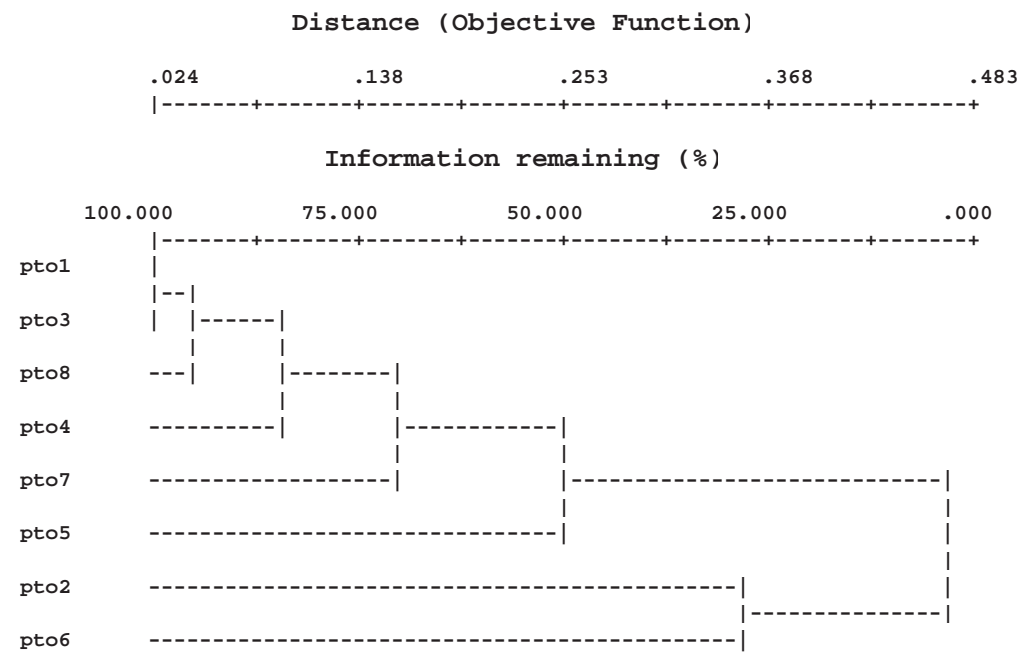 Distance (Objective Function)
.024 .138 .253 .368 .483
|-------+-------+-------+-------+-------+-------+-------+-------+
Information remaining (%)
100.000 75.000 50.000 25.000 .000
|-------+-------+-------+-------+-------+-------+-------+-------+
pto1 |
|--|
pto3 | |------|
| |
pto8 ---| |--------|
| |
pto4 ----------| |------------|
| |
pto7 -------------------| |-----------------------------|
| |
pto5 --------------------------------| |
|
pto2 ----------------------------------------------| |
|---------------|
pto6 ----------------------------------------------|